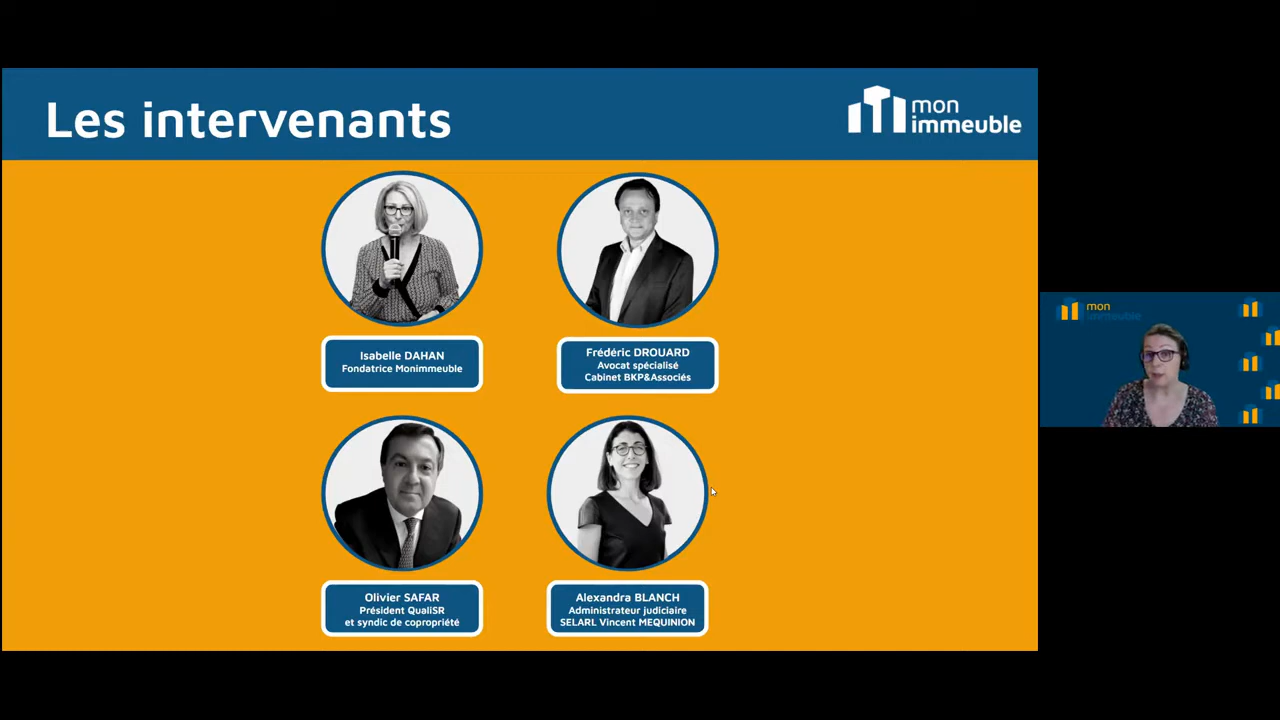 Les intervenants
mon
immeuble
Isabelle DAHAN
Fondatrice Monimmeuble
Frédéric DROUARD
Avocat spécialisé
Cabinet BKP&Associés
Olivier SAFAR
Président QualiSR
et syndic de copropriété
Alexandra BLANCH
Administrateur judiciaire
SELARL Vincent MEQUINION
mon
immeuble